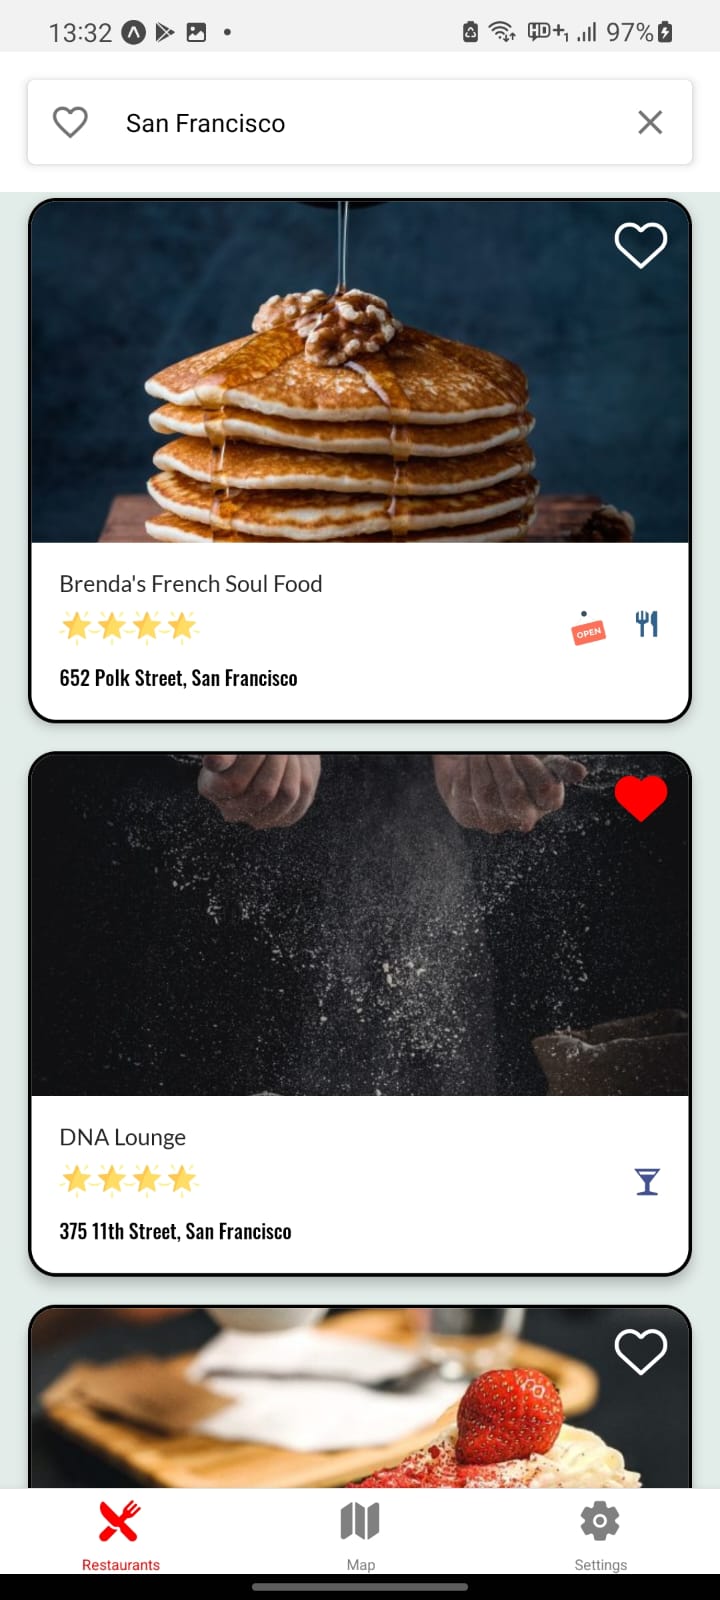 13:32
97%
San Francisco
Brenda's French Soul Food
OPEN
652 Polk Street, San Francisco
DNA Lounge
375 11th Street, San Francisco
Restaurants
Map
Settings